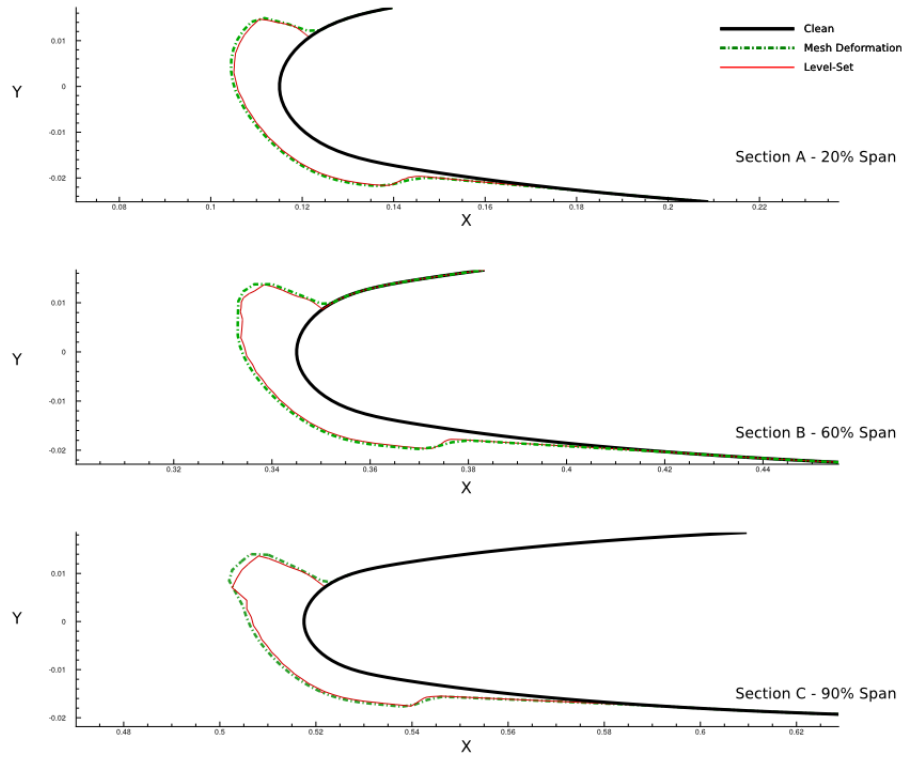 Clean
Mesh Deformation
Level-Set
0.01
Y
0
-0.01
Section A - 20% Span
-0.02
0.08 0.1 0.12 0.14 0.16 0.18 0.2 0.22
X
0.01
Y
0
-0.01
Section B - 60% Span
-0.02
0.32 0.34 0.36 0.38 0.4 0.42 0.44
X
0.01
Y
0
-0.01
Section C - 90% Span
-0.02
0.48 0.5 0.52 0.54 0.56 0.58 0.6 0.62
X